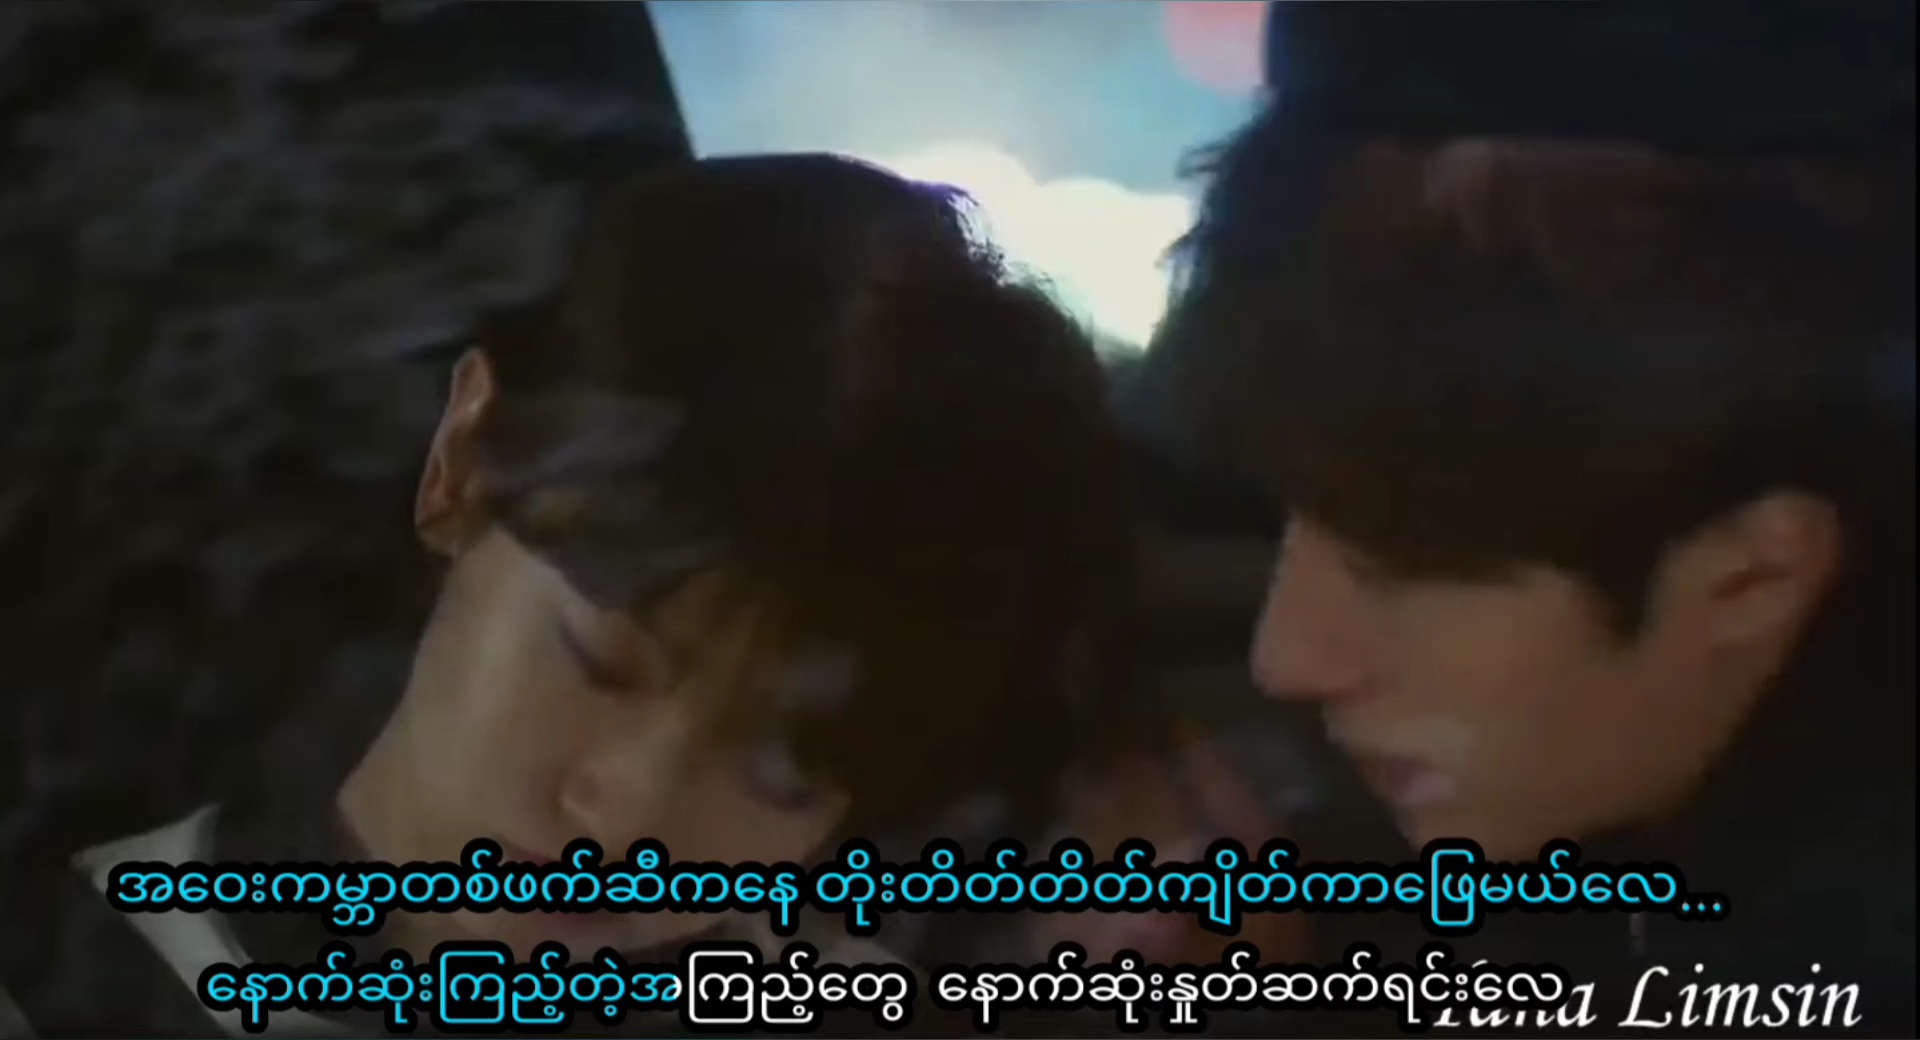 အဝေးကမ္ဘာတစ်ဖက်ဆီကနေ တိုးတိတ်တိတ်ကျိတ်ကာဖြေမယ်လေ...
နောက်ဆုံးကြည့်တဲ့အကြည့်တွေ နောက်ဆုံးနှုတ်ဆက်ရင်းလေ
Limsin